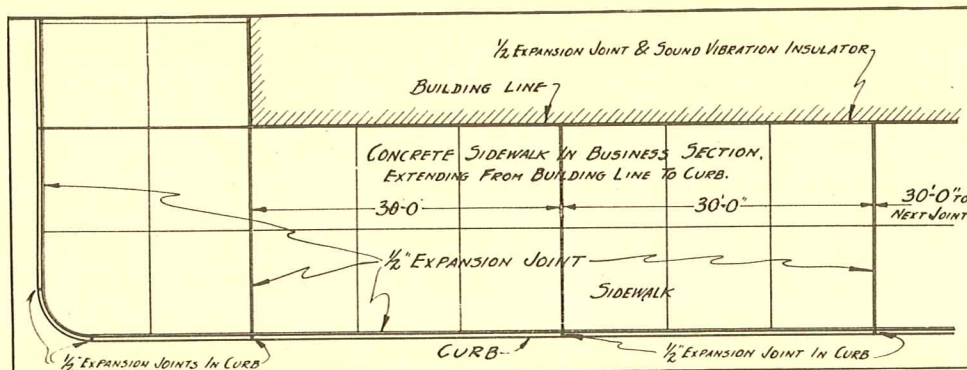 1/2 EXPANSION JOINT & SOUND VIBRATION INSULATOR
BUILDING LINE
CONCRETE SIDEWALK IN BUSINESS SECTION,
EXTENDING FROM BUILDING LINE TO CURB.
30-0
30'-0"
30'-0" TO
NEXT JOINT
1/2" EXPANSION JOINT
SIDEWALK
1/2" EXPANSION JOINTS IN CURB
CURB
1/2" EXPANSION JOINT IN CURB